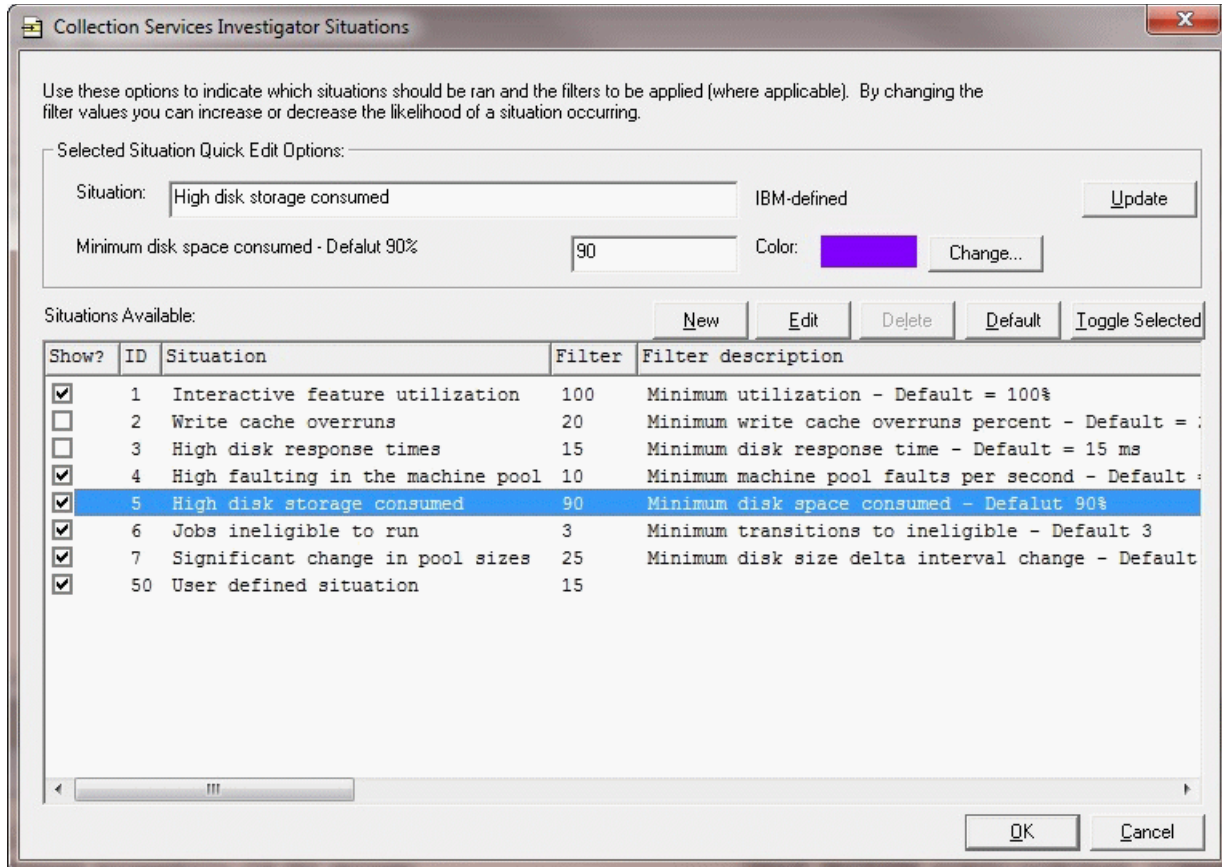 Collection Services Investigator Situations
Use these options to indicate which situations should be ran and the filters to be applied (where applicable). By changing the
filter values you can increase or decrease the likelihood of a situation occurring.
Selected Situation Quick Edit Options:
Situation: High disk storage consumed IBM-defined Update
Minimum disk space consumed - Defalut 90% 90 Color: Change...
Situations Available: New Edit Delete Default Toggle Selected
Show? ID Situation Filter Filter description
1 Interactive feature utilization 100 Minimum utilization - Default = 100%
2 Write cache overruns 20 Minimum write cache overruns percent - Default =
3 High disk response times 15 Minimum disk response time - Default = 15 ms
4 High faulting in the machine pool 10 Minimum machine pool faults per second - Default
5 High disk storage consumed 90 Minimum disk space consumed - Defalut 90%
6 Jobs ineligible to run 3 Minimum transitions to ineligible - Default 3
7 Significant change in pool sizes 25 Minimum disk size delta interval change - Default
50 User defined situation 15
OK Cancel